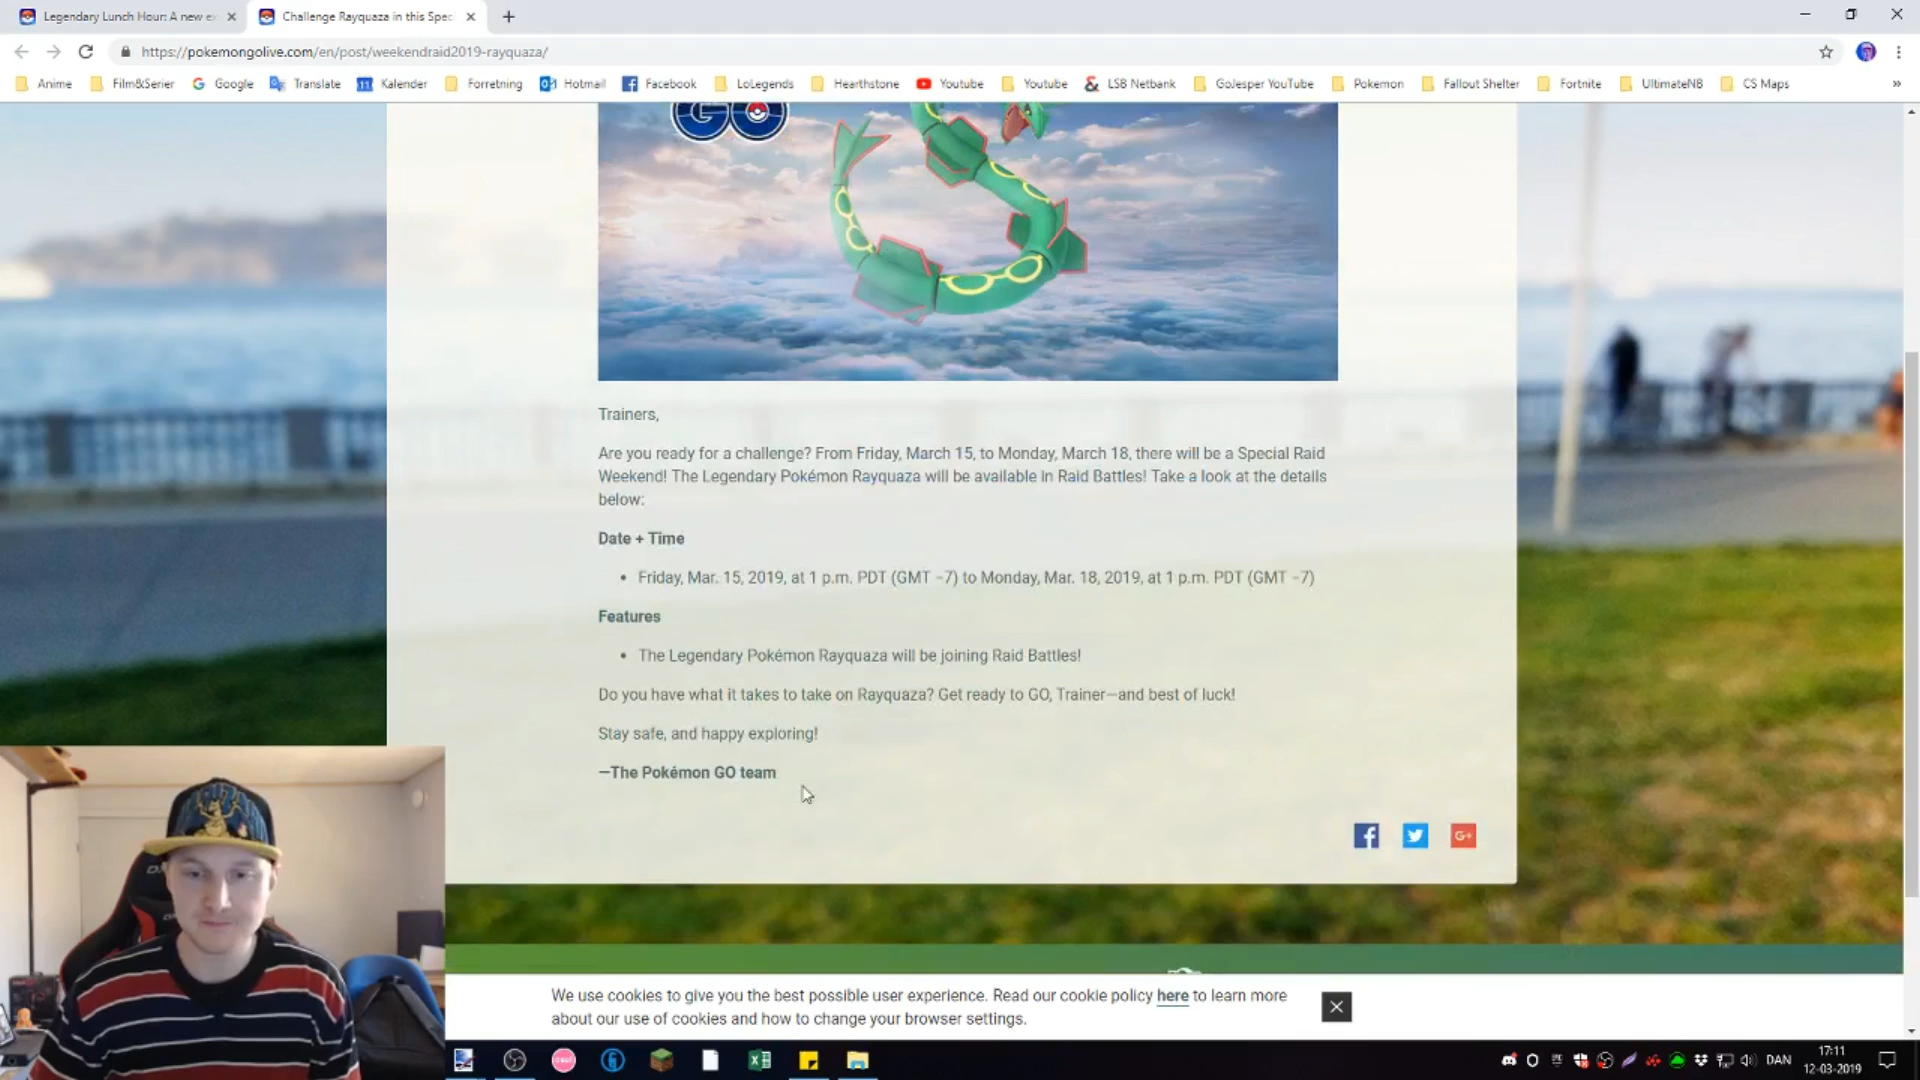 Legendary Lunch Hour: A new e
Challenge Rayquaza in this Spec
https://pokemongolive.com/en/post/weekendraid2019-rayquaza/
Anime Film&Serier Google Translate Kalender Forretning Hotmail Facebook LoLegends Hearthstone Youtube Youtube LSB Netbank GoJesper YouTube Pokemon Fallout Shelter Fortnite UltimateNB CS Maps
GO
Trainers,
Are you ready for a challenge? From Friday, March 15, to Monday, March 18, there will be a Special Raid
Weekend! The Legendary Pokémon Rayquaza will be available in Raid Battles! Take a look at the details
below:
Date + Time
• Friday, Mar. 15, 2019, at 1 p.m. PDT (GMT -7) to Monday, Mar. 18, 2019, at 1 p.m. PDT (GMT -7)
Features
• The Legendary Pokémon Rayquaza will be joining Raid Battles!
Do you have what it takes to take on Rayquaza? Get ready to GO, Trainer—and best of luck!
Stay safe, and happy exploring!
—The Pokémon GO team
We use cookies to give you the best possible user experience. Read our cookie policy here to learn more
about our use of cookies and how to change your browser settings.
DAN
17:11
12-03-2019